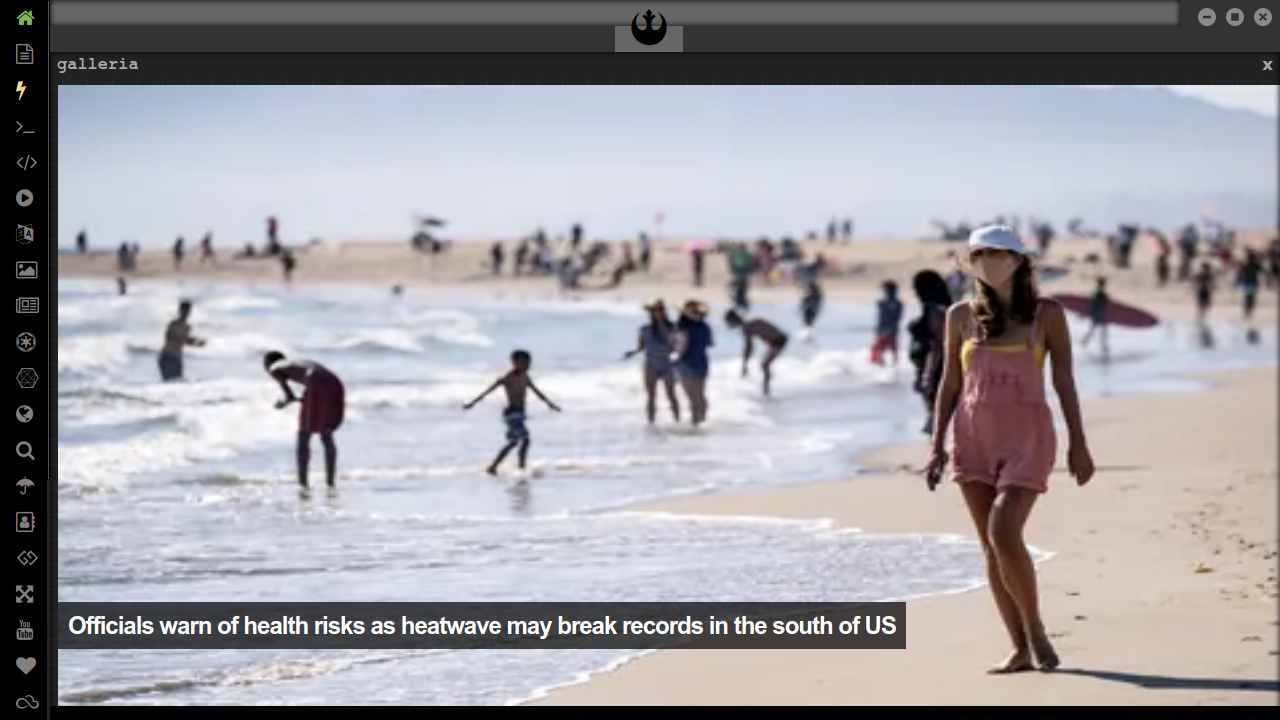 galleria
x
Officials warn of health risks as heatwave may break records in the south of US
You
Tube